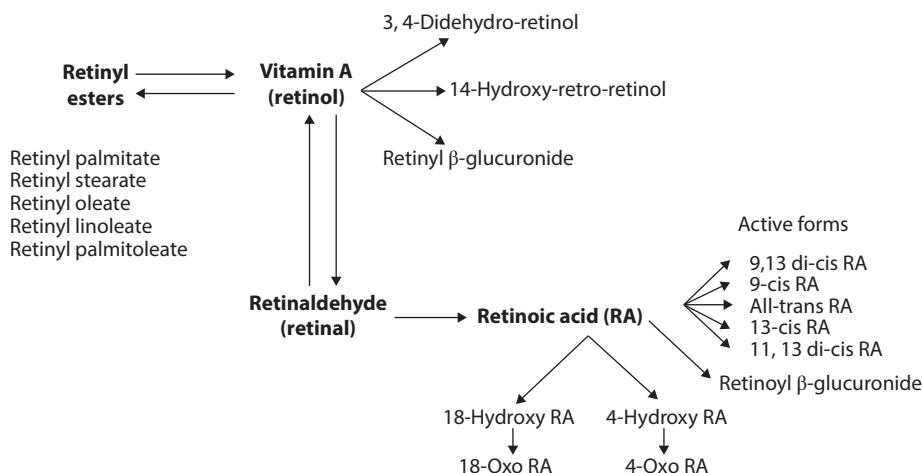 3, 4-Didehydro-retinol
Retinyl
esters
Vitamin A
(retinol)
14-Hydroxy-retro-retinol
Retinyl β-glucuronide
Retinyl palmitate
Retinyl stearate
Retinyl oleate
Retinyl linoleate
Retinyl palmitoleate
Active forms
9,13 di-cis RA
9-cis RA
All-trans RA
13-cis RA
11, 13 di-cis RA
Retinaldehyde
(retinal)
Retinoic acid (RA)
Retinoyl β-glucuronide
18-Hydroxy RA
4-Hydroxy RA
18-Oxo RA
4-Oxo RA